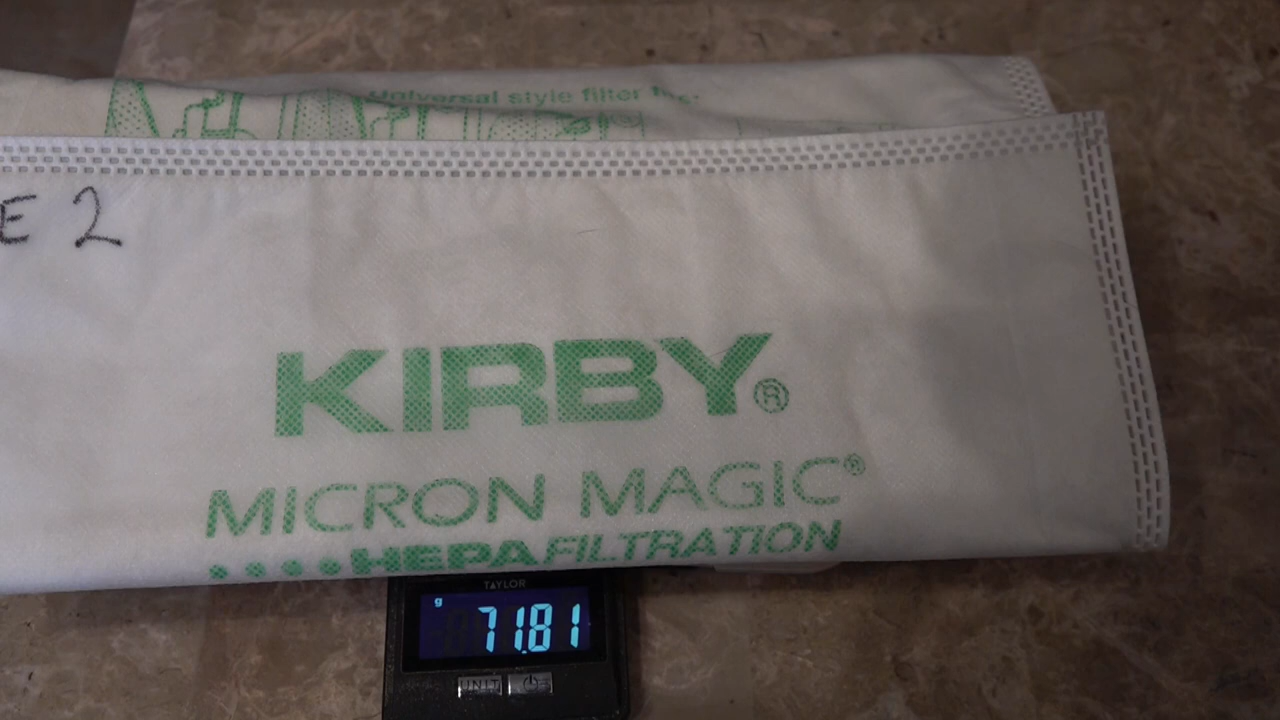 universal style filter fits:
E 2
KIRBY®
MICRON MAGIC®
HEPAFILTRATION
TAYLOR
g
71.81
UNIT